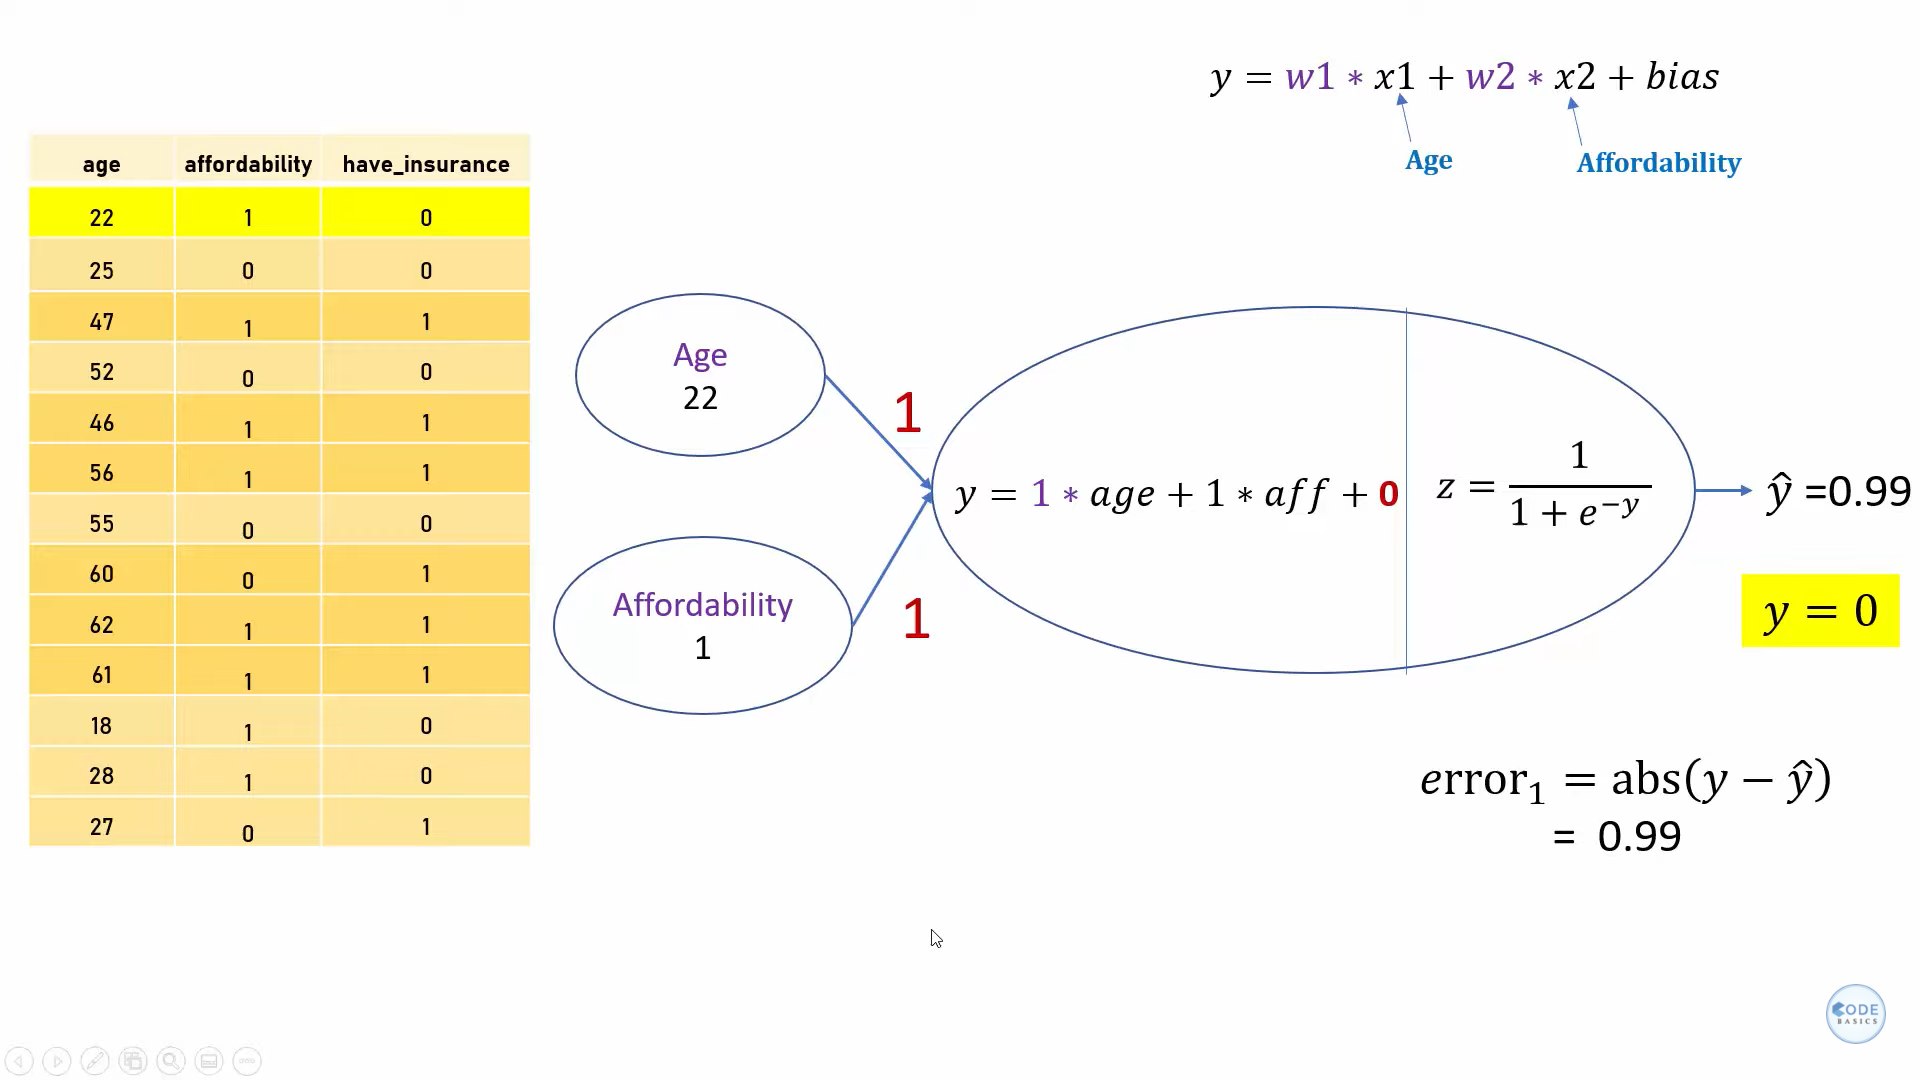 y = w1 * x1 + w2 * x2 + bias
Age
Affordability
age affordability have_insurance
22 1 0
25 0 0
47 1 1
52 0 0
46 1 1
56 1 1
55 0 0
60 0 1
62 1 1
61 1 1
18 1 0
28 1 0
27 0 1
Age
22
1
Affordability
1
1
y = 1 * age + 1 * aff + 0
z = 1 / 1 + e^−y
ŷ =0.99
y = 0
error₁ = abs(y − ŷ)
= 0.99
CODE
BASICS